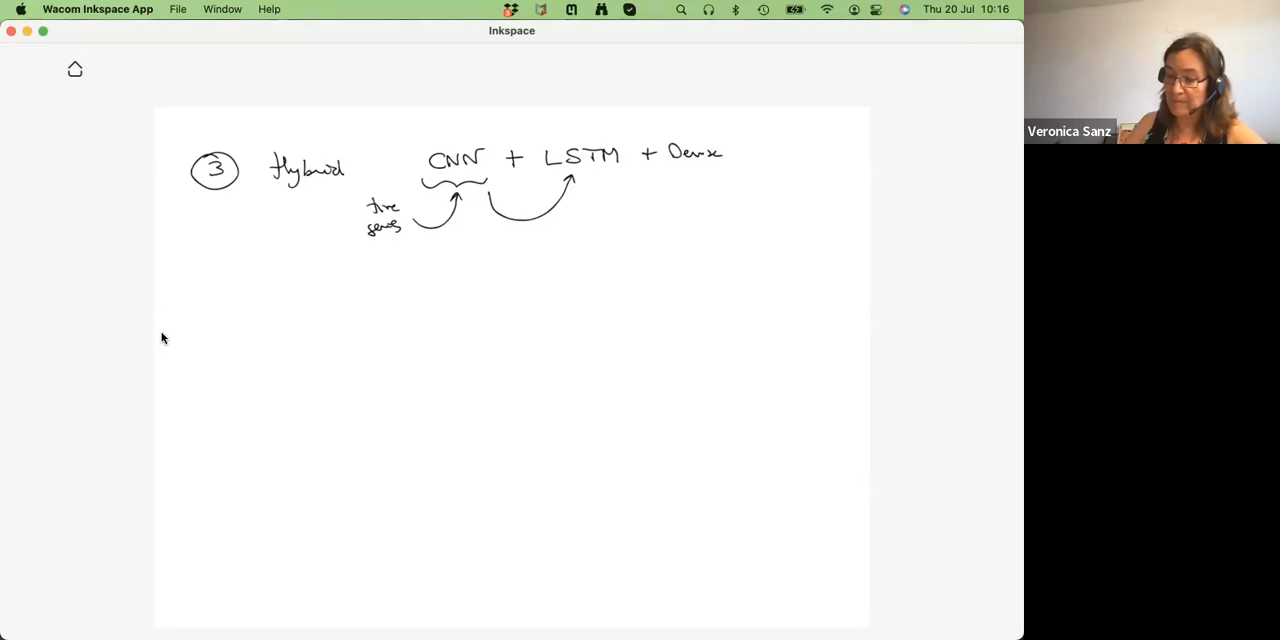 Wacom Inkspace App File Window Help Thu 20 Jul 10:16
Inkspace
Veronica Sanz
3 Hybrid CNN + LSTM + Dense
time
series